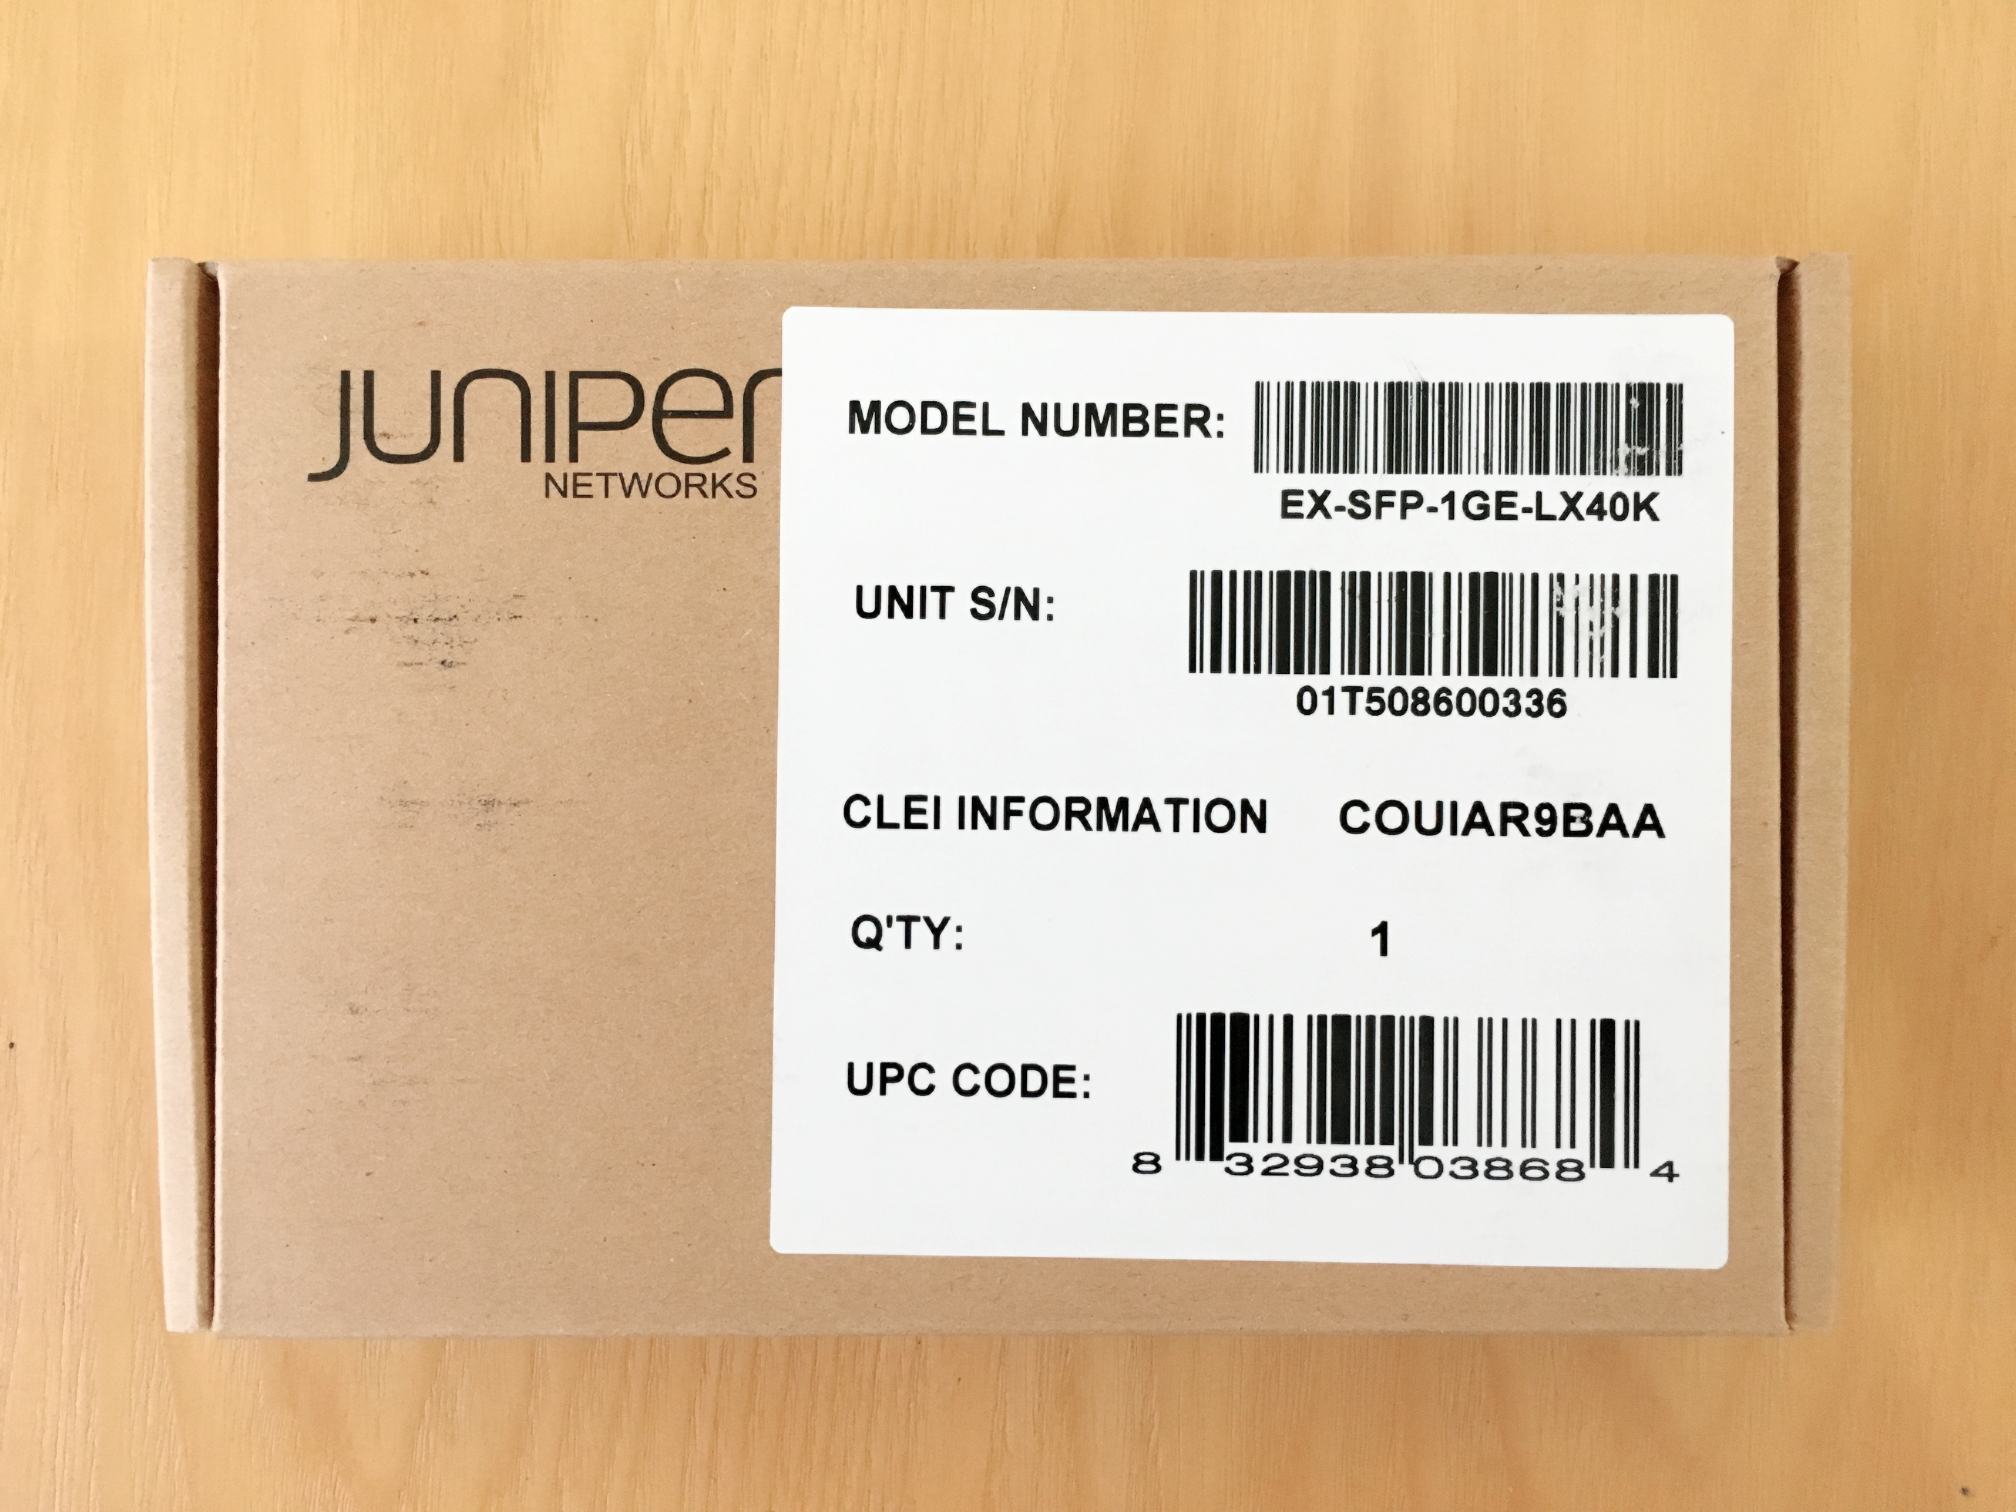 JUNIPER
NETWORKS
MODEL NUMBER:
EX-SFP-1GE-LX40K
UNIT S/N:
01T508600336
CLEI INFORMATION COUIAR9BAA
Q'TY: 1
UPC CODE:
8 32938 03868 4